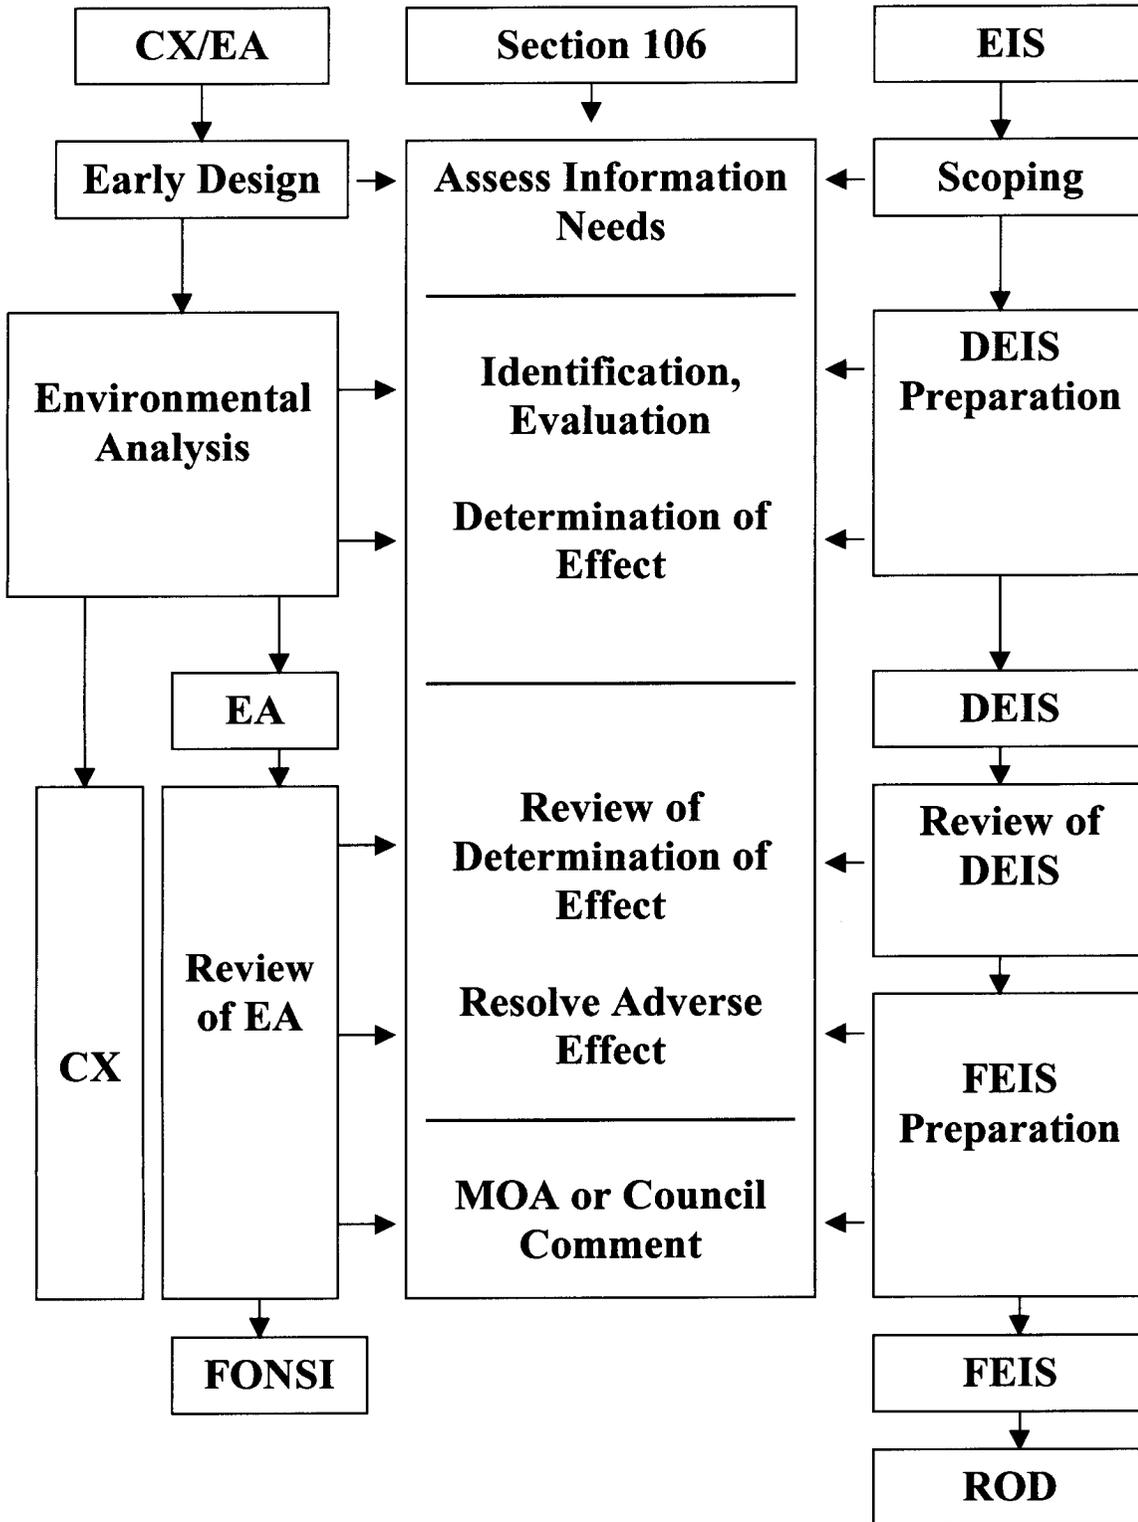 CX/EA
Section 106
EIS
Early Design
Assess Information
Needs
Scoping
Environmental
Analysis
Identification,
Evaluation
Determination of
Effect
DEIS
Preparation
EA
DEIS
CX
Review
of EA
Review of
Determination of
Effect
Resolve Adverse
Effect
MOA or Council
Comment
Review of
DEIS
FEIS
Preparation
FONSI
FEIS
ROD